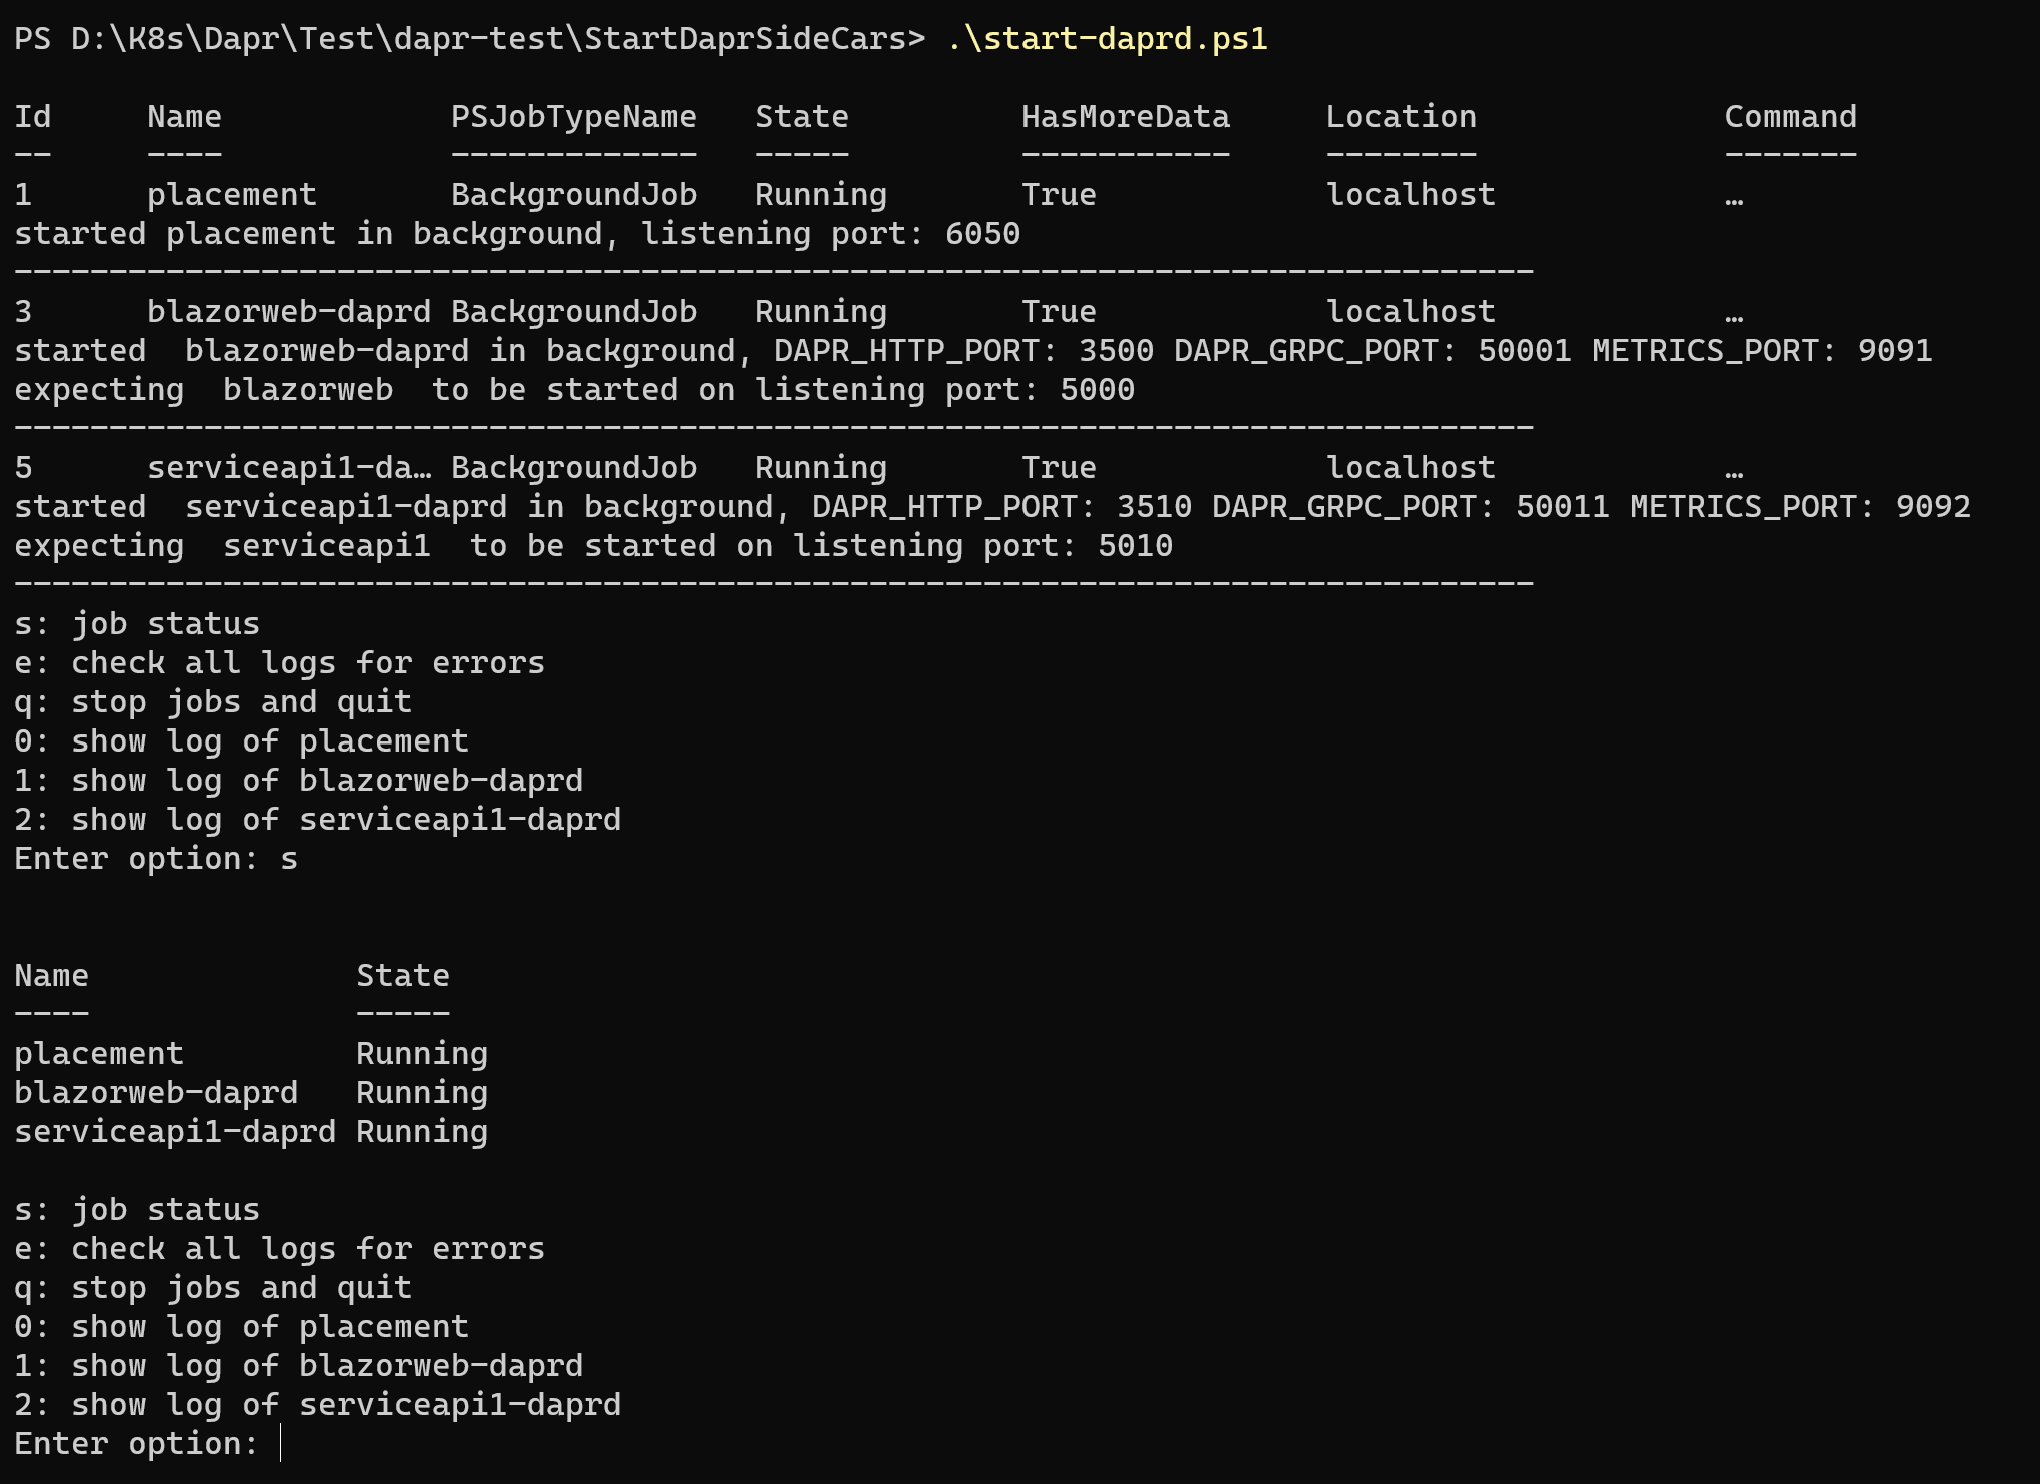 PS D:\K8s\Dapr\Test\dapr-test\StartDaprSideCars> .\start-daprd.ps1

Id     Name            PSJobTypeName   State         HasMoreData     Location             Command
--     ----            -------------   -----         -----------     --------             -------
1      placement       BackgroundJob   Running       True            localhost            …
started placement in background, listening port: 6050
--------------------------------------------------------------------------------
3      blazorweb-daprd BackgroundJob   Running       True            localhost            …
started  blazorweb-daprd in background, DAPR_HTTP_PORT: 3500 DAPR_GRPC_PORT: 50001 METRICS_PORT: 9091
expecting  blazorweb  to be started on listening port: 5000
--------------------------------------------------------------------------------
5      serviceapi1-da… BackgroundJob   Running       True            localhost            …
started  serviceapi1-daprd in background, DAPR_HTTP_PORT: 3510 DAPR_GRPC_PORT: 50011 METRICS_PORT: 9092
expecting  serviceapi1  to be started on listening port: 5010
--------------------------------------------------------------------------------
s: job status
e: check all logs for errors
q: stop jobs and quit
0: show log of placement
1: show log of blazorweb-daprd
2: show log of serviceapi1-daprd
Enter option: s

Name              State
----              -----
placement         Running
blazorweb-daprd   Running
serviceapi1-daprd Running

s: job status
e: check all logs for errors
q: stop jobs and quit
0: show log of placement
1: show log of blazorweb-daprd
2: show log of serviceapi1-daprd
Enter option: